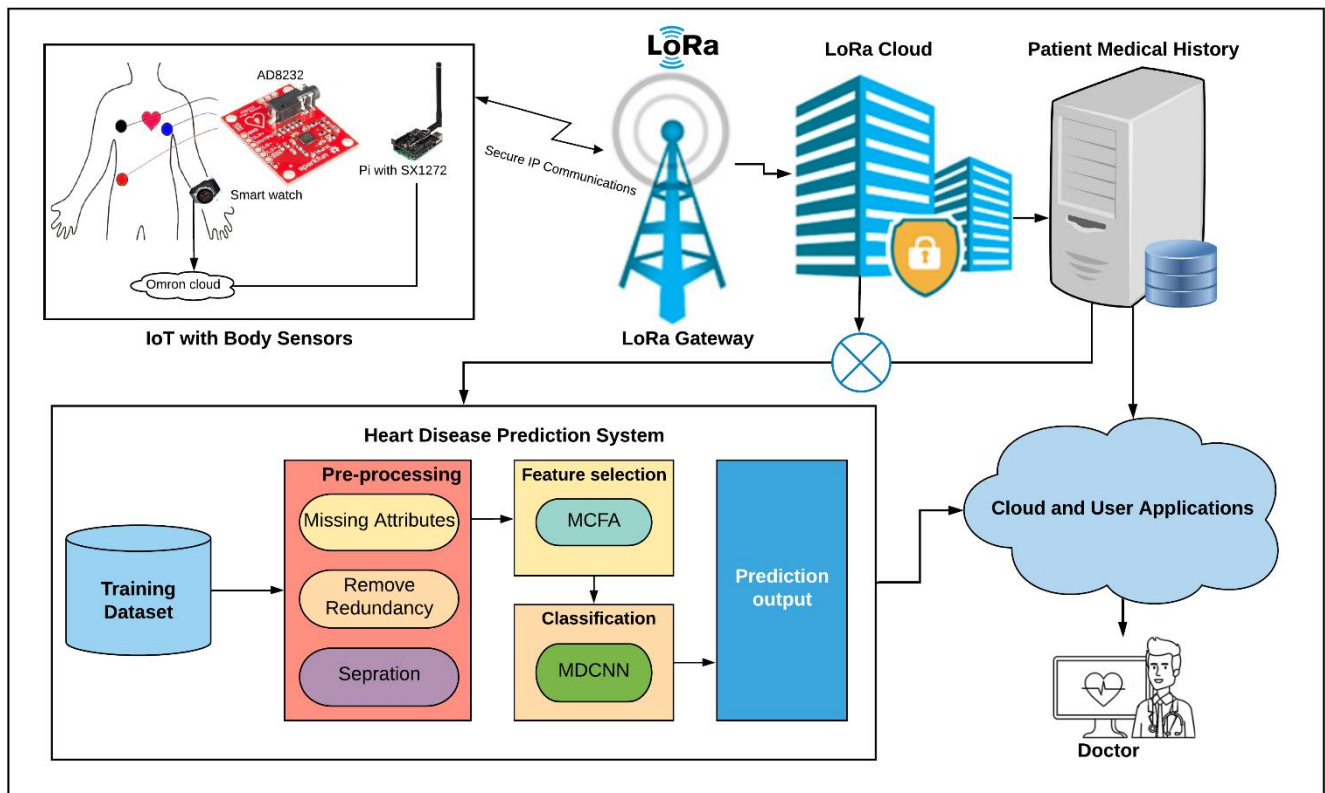 LoRa
LoRa Cloud
Patient Medical History
AD8232
Pi with SX1272
Smart watch
Omron cloud
Secure IP Communications
IoT with Body Sensors
LoRa Gateway
Heart Disease Prediction System
Training
Dataset
Pre-processing
Missing Attributes
Remove
Redundancy
Sepration
Feature selection
MCFA
Classification
MDCNN
Prediction
output
Cloud and User Applications
Doctor
sparkfun